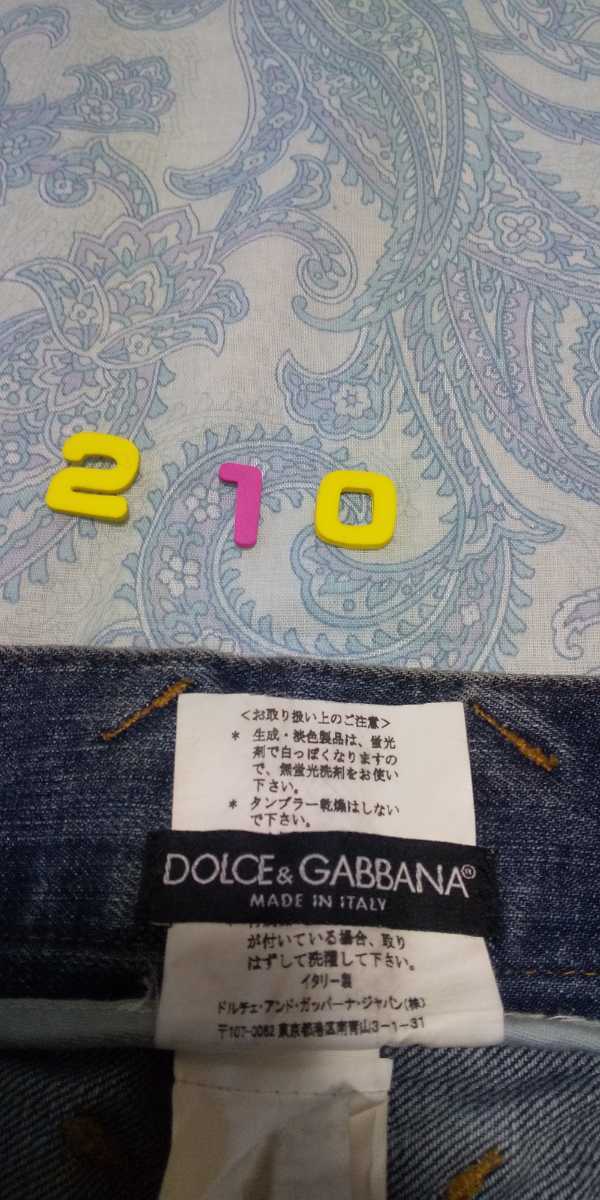 210
<お取り扱い上のご注意>
* 生成・淡色製品は、蛍光
剤で白っぽくなりますの
で、無蛍光洗剤をお使い
下さい。
* タンブラー乾燥はしない
で下さい。
DOLCE & GABBANA®
MADE IN ITALY
が付いている場合、取り
はずして洗濯して下さい。
イタリー製
ドルチェ・アンド・ガッバーナ・ジャパン(株)
〒107-0062 東京都港区南青山3-1-31